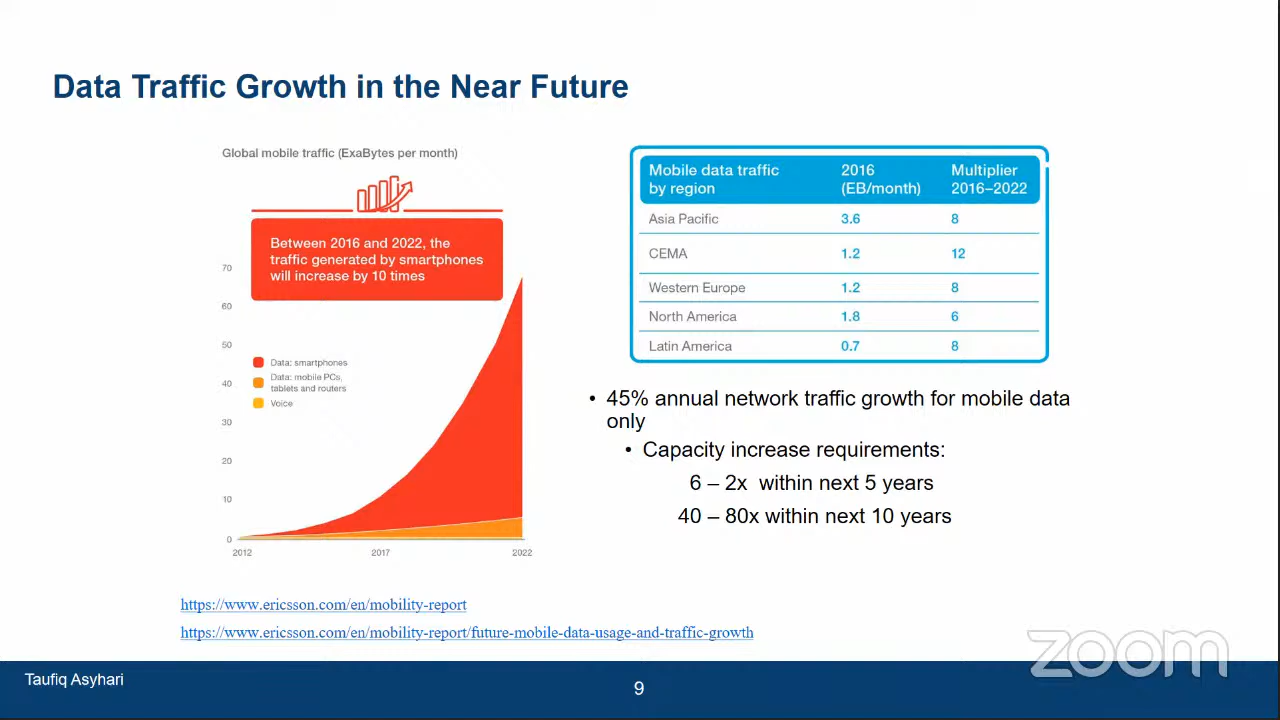 Data Traffic Growth in the Near Future
Global mobile traffic (ExaBytes per month)
Between 2016 and 2022, the
traffic generated by smartphones
will increase by 10 times
70
60
50
40
30
20
10
0
2012
2017
2022
Data: smartphones
Data: mobile PCs,
tablets and routers
Voice
Mobile data traffic by region 2016 (EB/month) Multiplier 2016–2022
Asia Pacific 3.6 8
CEMA 1.2 12
Western Europe 1.2 8
North America 1.8 6
Latin America 0.7 8
• 45% annual network traffic growth for mobile data
only
• Capacity increase requirements:
6 – 2x within next 5 years
40 – 80x within next 10 years
https://www.ericsson.com/en/mobility-report
https://www.ericsson.com/en/mobility-report/future-mobile-data-usage-and-traffic-growth
zoom
Taufiq Asyhari
9